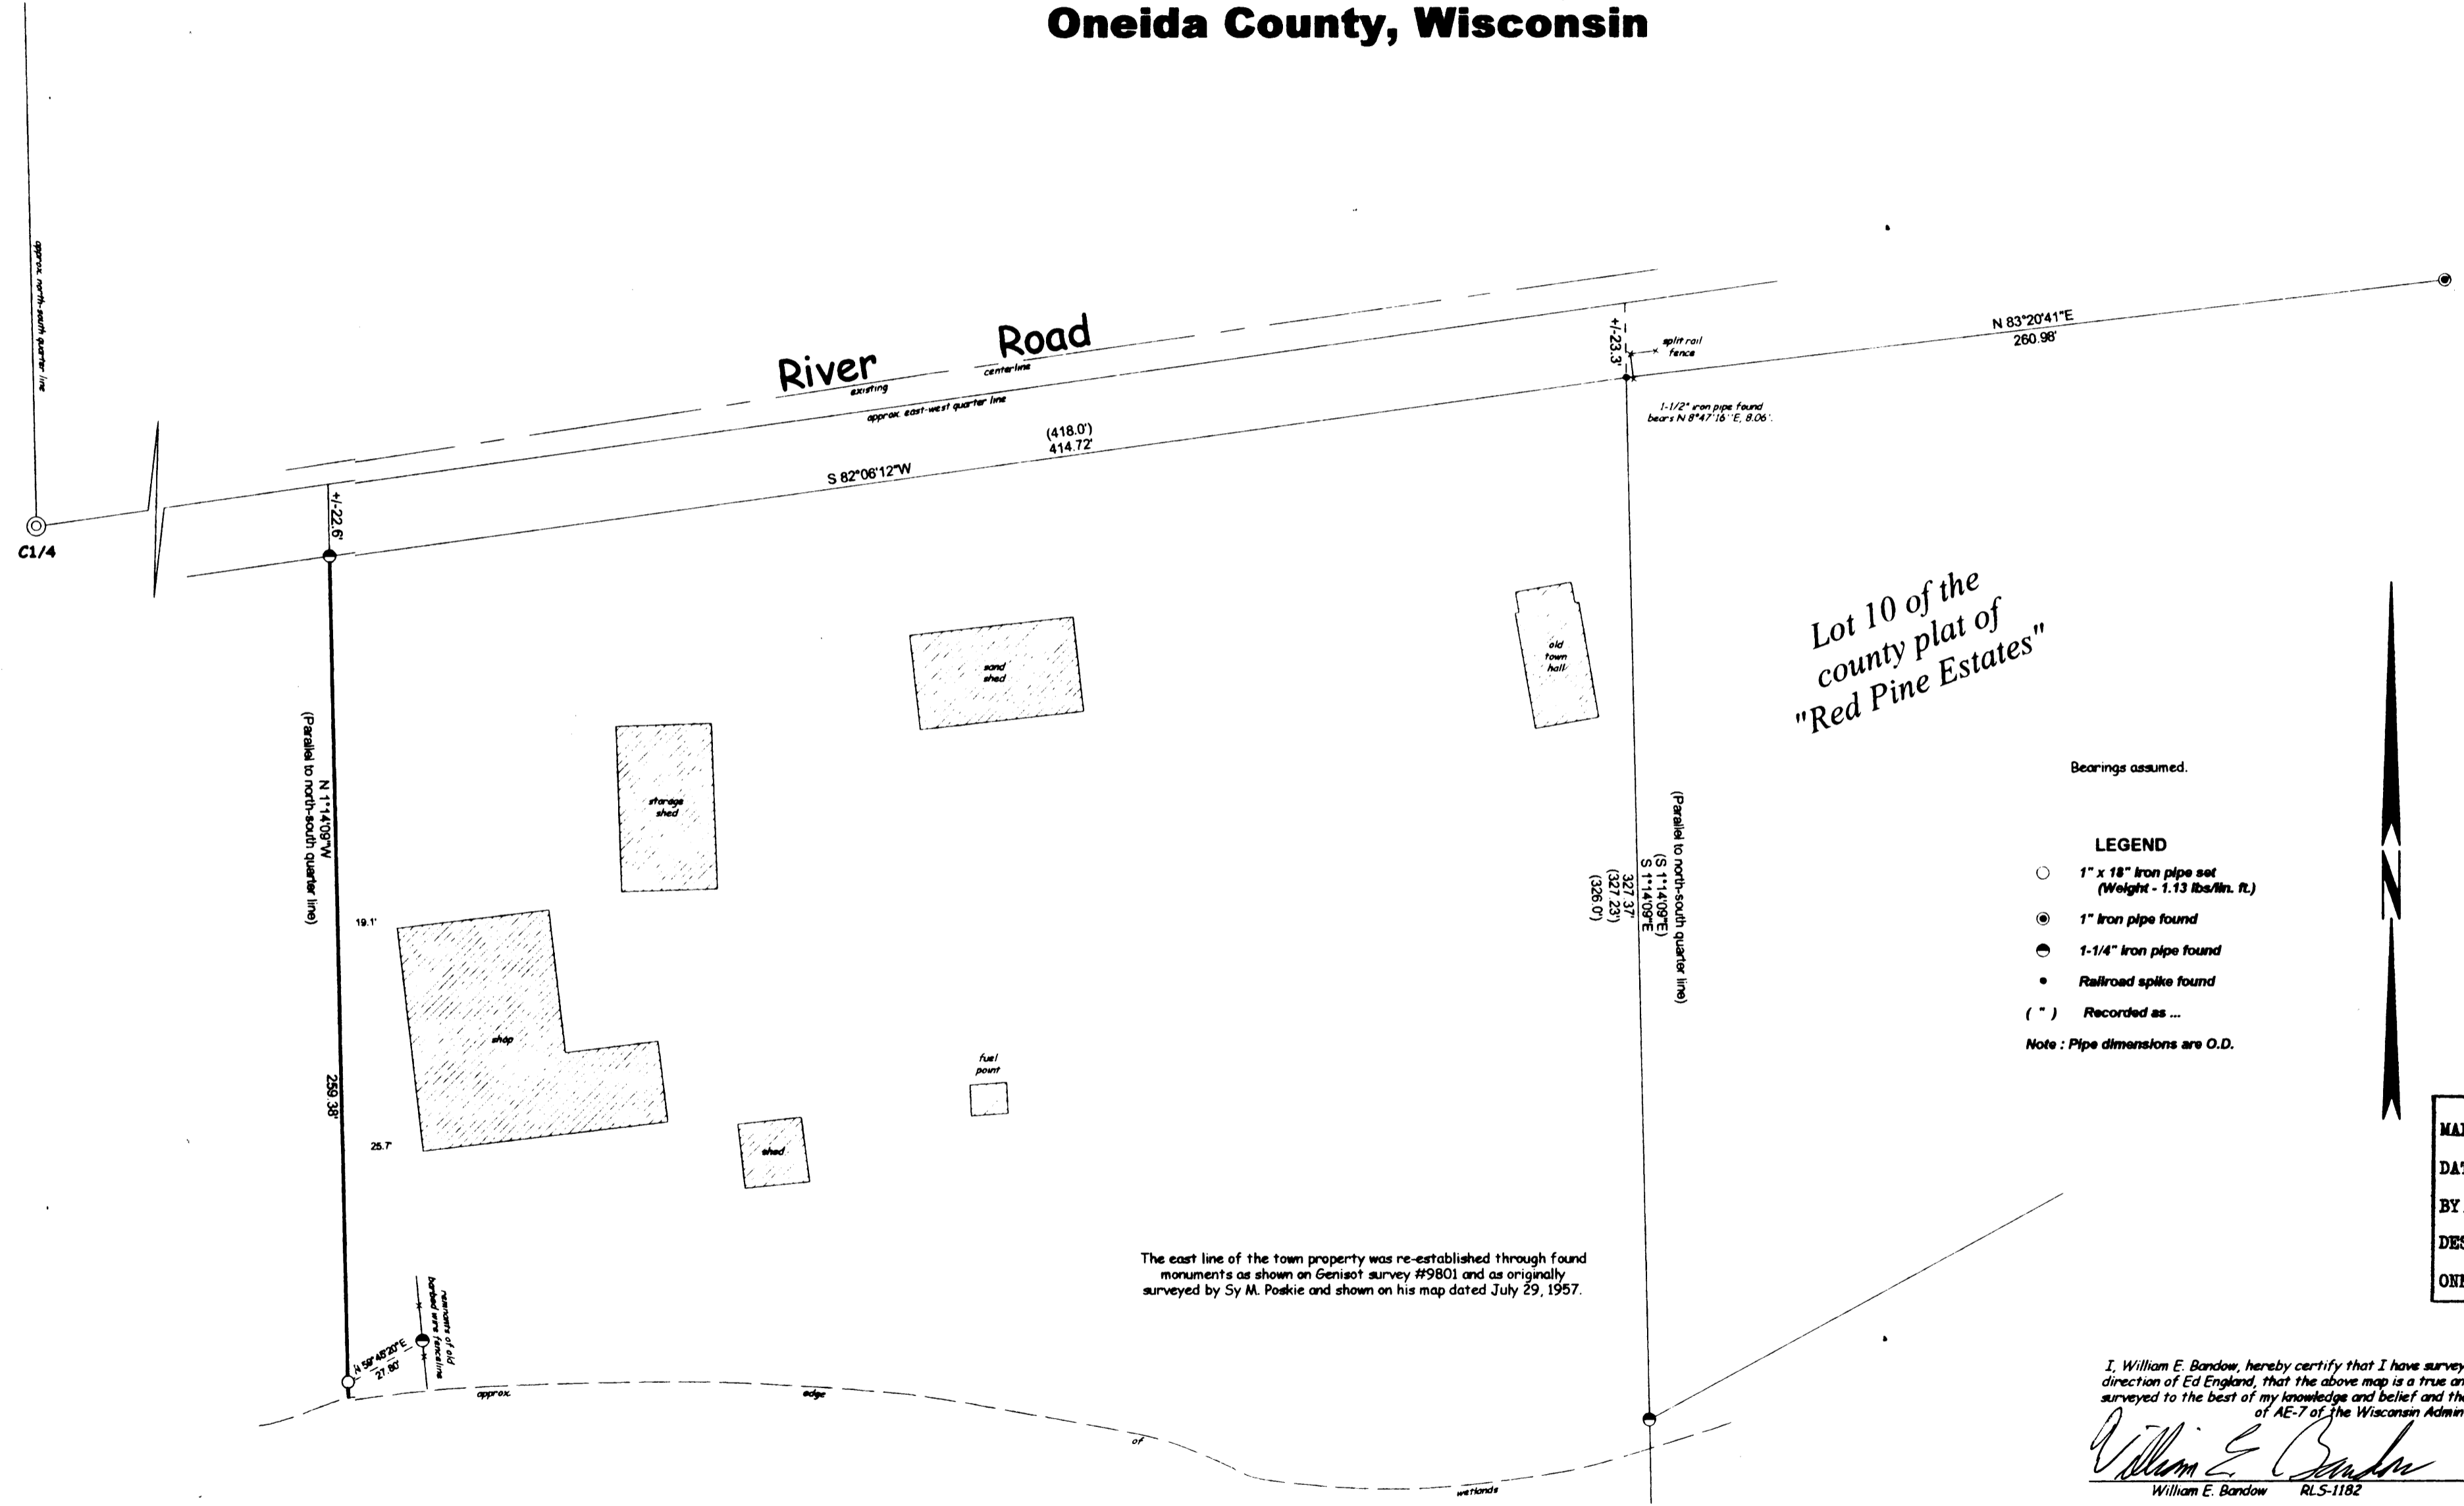 Oneida County, Wisconsin
approx. north-south quarter line
C1/4
River Road
existing centerline
approx. east-west quarter line
(418.0')
414.72'
S 82°06'12"W
+/-22.6'
+/-23.3'
split rail
fence
N 83°20'41"E
260.98'
1-1/2" iron pipe found
bears N 8°47'16"E, 8.06'.
Lot 10 of the
county plat of
"Red Pine Estates"
old
town
hall
sand
shed
storage
shed
N 1°14'09"W
(Parallel to north-south quarter line)
259.38'
19.1'
25.7'
shop
shed
fuel
point
(Parallel to north-south quarter line)
(S 1°14'09"E)
S 1°14'09"E
327.37'
(327.23')
(326.0')
Bearings assumed.
LEGEND
1" x 18" iron pipe set
(Weight - 1.13 lbs/lin. ft.)
1" iron pipe found
1-1/4" iron pipe found
Railroad spike found
( " ) Recorded as ...
Note : Pipe dimensions are O.D.
N
The east line of the town property was re-established through found
monuments as shown on Genisot survey #9801 and as originally
surveyed by Sy M. Poskie and shown on his map dated July 29, 1957.
remnants of old
barbed wire fenceline
27.80'
approx. edge of wetlands
BY
I, William E. Bandow, hereby certify that I have survey
direction of Ed England, that the above map is a true an
surveyed to the best of my knowledge and belief and the
of AE-7 of the Wisconsin Admin
William E. Bandow
William E. Bandow RLS-1182